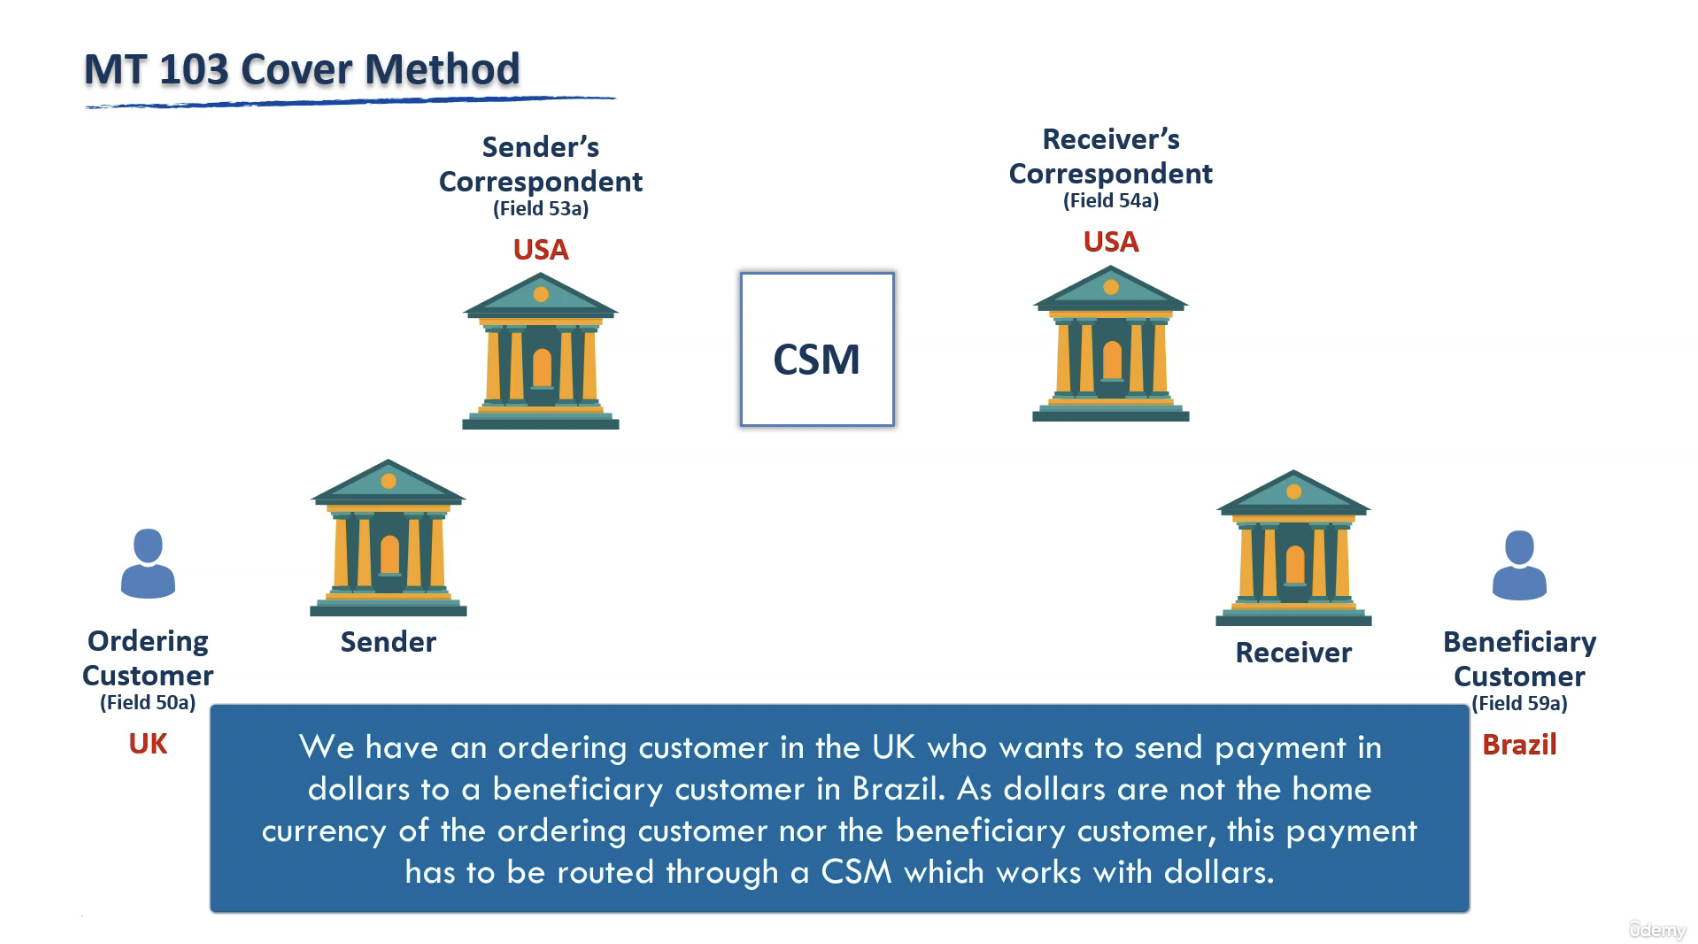 MT 103 Cover Method
Sender’s
Correspondent
(Field 53a)
USA
Receiver’s
Correspondent
(Field 54a)
USA
CSM
Ordering
Customer
(Field 50a)
UK
Sender
Receiver
Beneficiary
Customer
(Field 59a)
Brazil
We have an ordering customer in the UK who wants to send payment in
dollars to a beneficiary customer in Brazil. As dollars are not the home
currency of the ordering customer nor the beneficiary customer, this payment
has to be routed through a CSM which works with dollars.
ûdemy